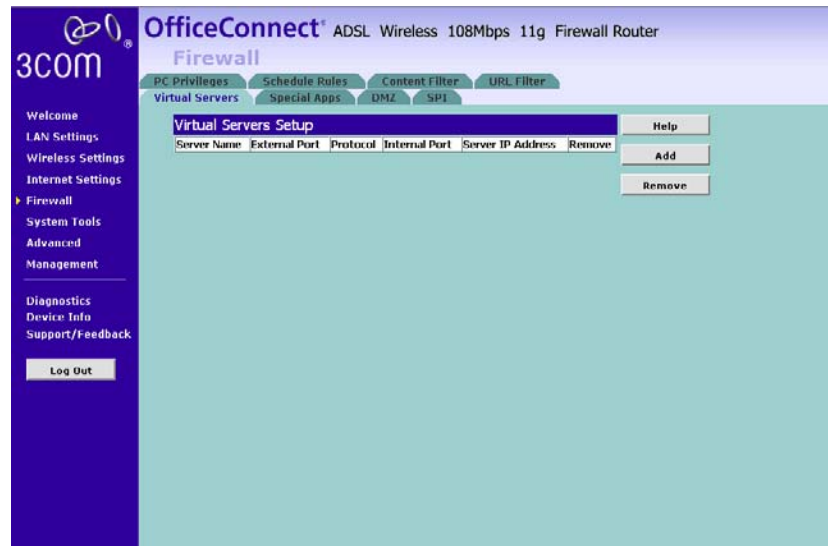 3COM®
OfficeConnect® ADSL Wireless 108Mbps 11g Firewall Router
Firewall
PC Privileges Schedule Rules Content Filter URL Filter
Virtual Servers Special Apps DMZ SPI
Welcome
LAN Settings
Wireless Settings
Internet Settings
Firewall
System Tools
Advanced
Management
Diagnostics
Device Info
Support/Feedback
Log Out
Virtual Servers Setup
Server Name External Port Protocol Internal Port Server IP Address Remove
Help
Add
Remove